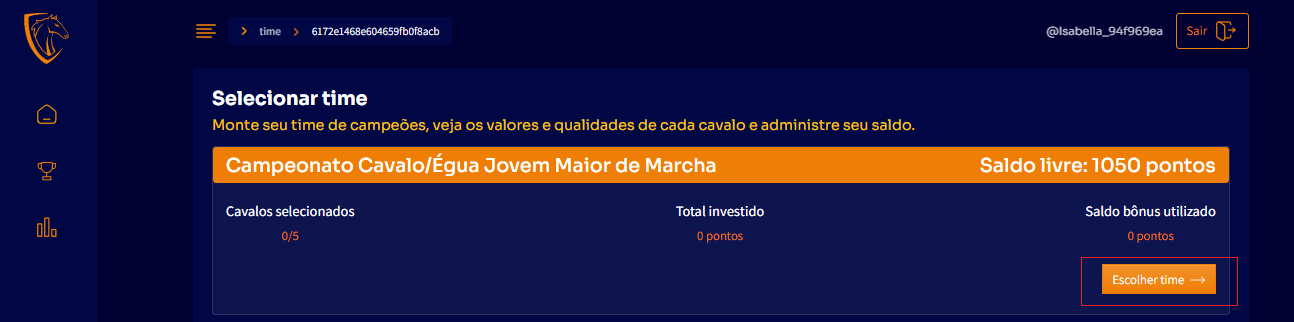 time 6172e1468e604659fb0f8acb @Isabella_94f969ea Sair
Selecionar time
Monte seu time de campeões, veja os valores e qualidades de cada cavalo e administre seu saldo.
Campeonato Cavalo/Égua Jovem Maior de Marcha Saldo livre: 1050 pontos
Cavalos selecionados Total investido Saldo bônus utilizado
0/5 0 pontos 0 pontos
Escolher time